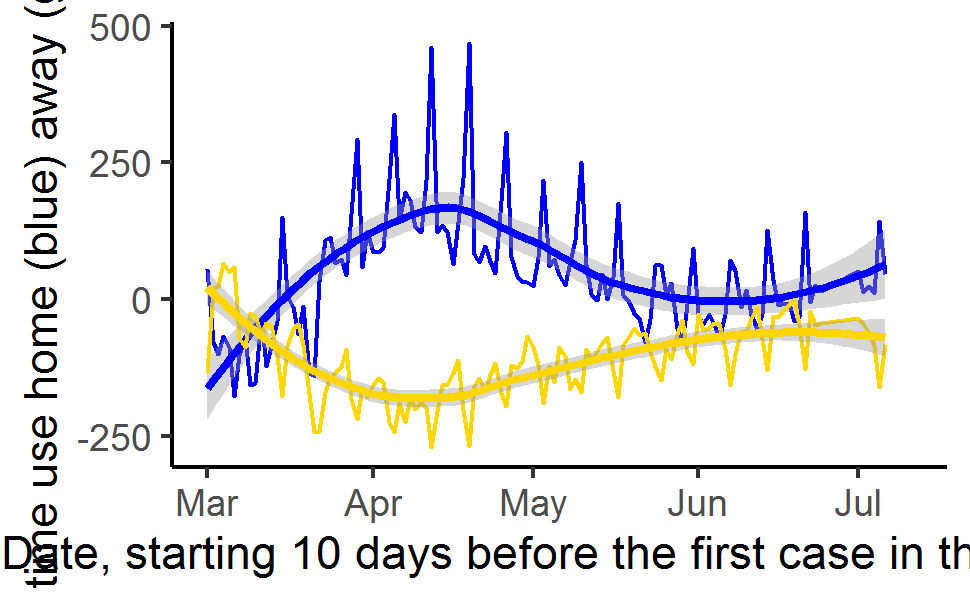 time use home (blue) away (
500
250
0
-250
Mar Apr May Jun Jul
Date, starting 10 days before the first case in th